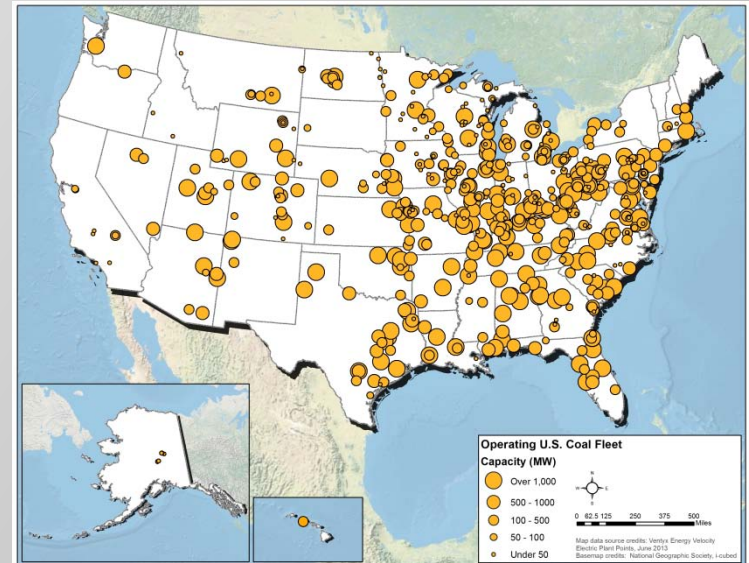 Operating U.S. Coal Fleet
Capacity (MW)
Over 1,000
500 - 1000
100 - 500
50 - 100
Under 50
N
W
E
S
0 62.5 125 250 375 500
Miles
Map data source credits: Ventyx Energy Velocity
Electric Plant Points, June 2013
Basemap credits: National Geographic Society, i-cubed